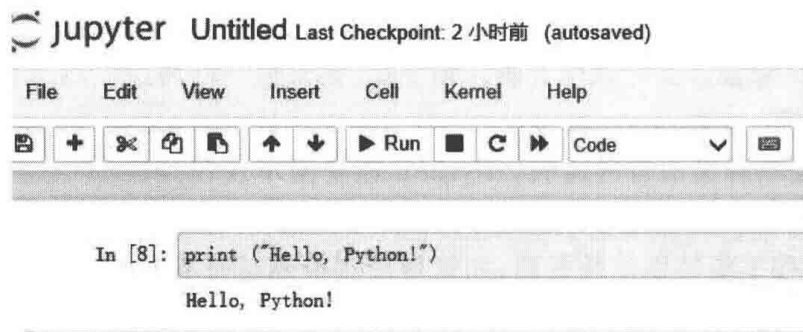 jupyter Untitled Last Checkpoint: 2 小时前 (autosaved)
File Edit View Insert Cell Kernel Help
Run Code
In [8]: print ("Hello, Python!")
Hello, Python!